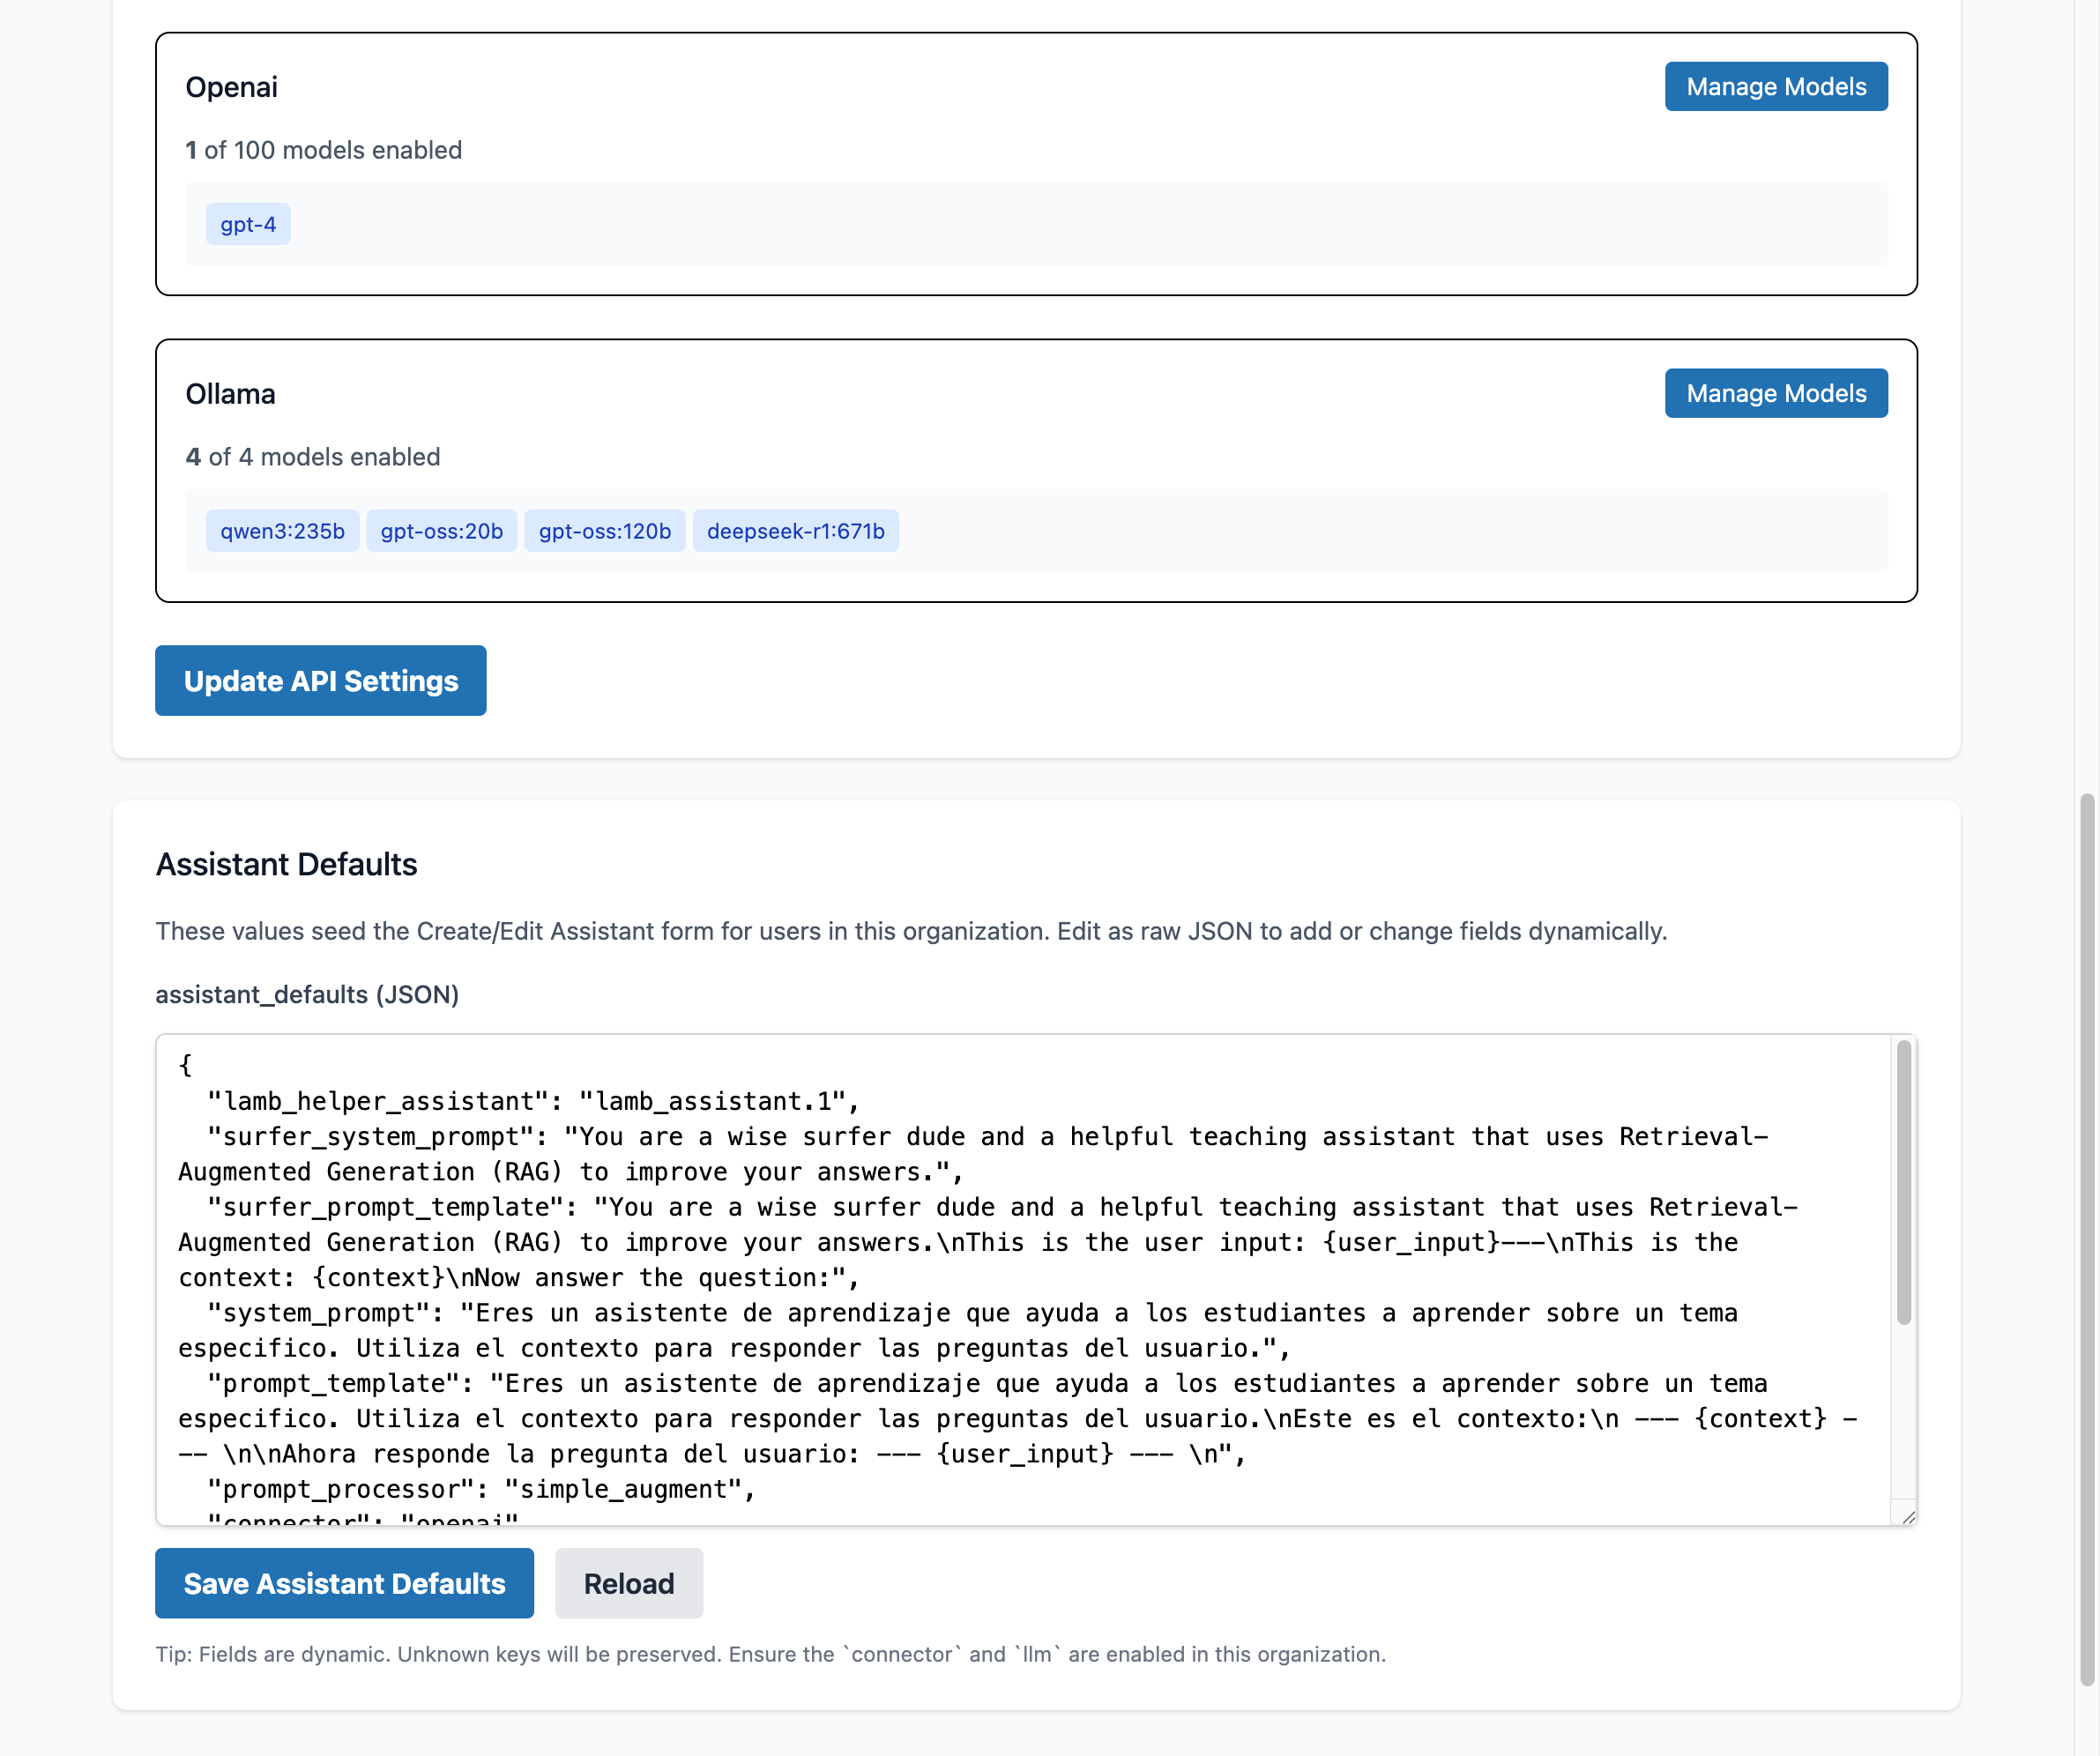 Openai
Manage Models
1 of 100 models enabled
gpt-4
Ollama
Manage Models
4 of 4 models enabled
qwen3:235b gpt-oss:20b gpt-oss:120b deepseek-r1:671b
Update API Settings
Assistant Defaults
These values seed the Create/Edit Assistant form for users in this organization. Edit as raw JSON to add or change fields dynamically.
assistant_defaults (JSON)
{
"lamb_helper_assistant": "lamb_assistant.1",
"surfer_system_prompt": "You are a wise surfer dude and a helpful teaching assistant that uses Retrieval-
Augmented Generation (RAG) to improve your answers.",
"surfer_prompt_template": "You are a wise surfer dude and a helpful teaching assistant that uses Retrieval-
Augmented Generation (RAG) to improve your answers.\nThis is the user input: {user_input}---\nThis is the
context: {context}\nNow answer the question:",
"system_prompt": "Eres un asistente de aprendizaje que ayuda a los estudiantes a aprender sobre un tema
especifico. Utiliza el contexto para responder las preguntas del usuario.",
"prompt_template": "Eres un asistente de aprendizaje que ayuda a los estudiantes a aprender sobre un tema
especifico. Utiliza el contexto para responder las preguntas del usuario.\nEste es el contexto:\n --- {context} -
-- \n\nAhora responde la pregunta del usuario: --- {user_input} --- \n",
"prompt_processor": "simple_augment",
"connector": "openai",
Save Assistant Defaults
Reload
Tip: Fields are dynamic. Unknown keys will be preserved. Ensure the `connector` and `llm` are enabled in this organization.